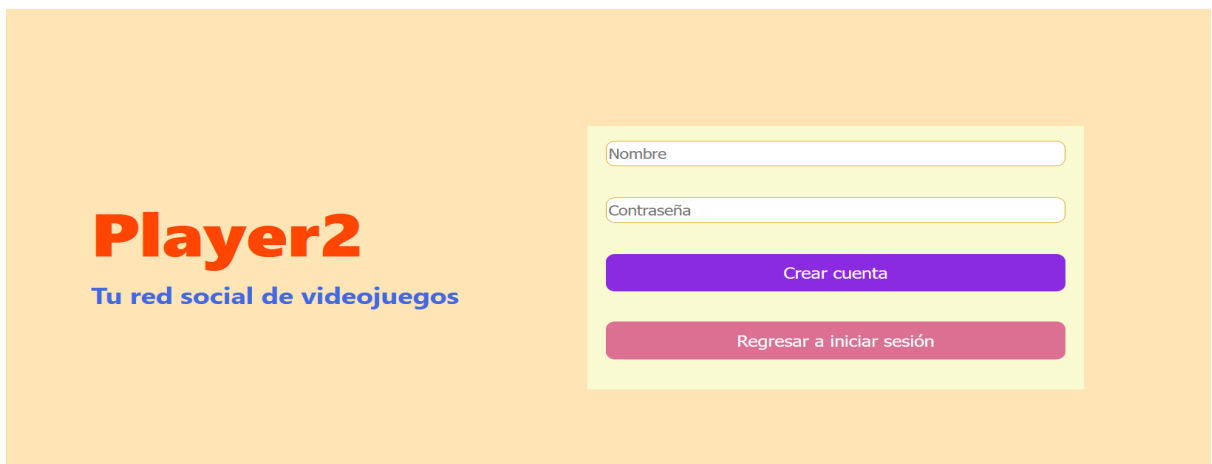 Player2
Tu red social de videojuegos
Nombre
Contraseña
Crear cuenta
Regresar a iniciar sesión